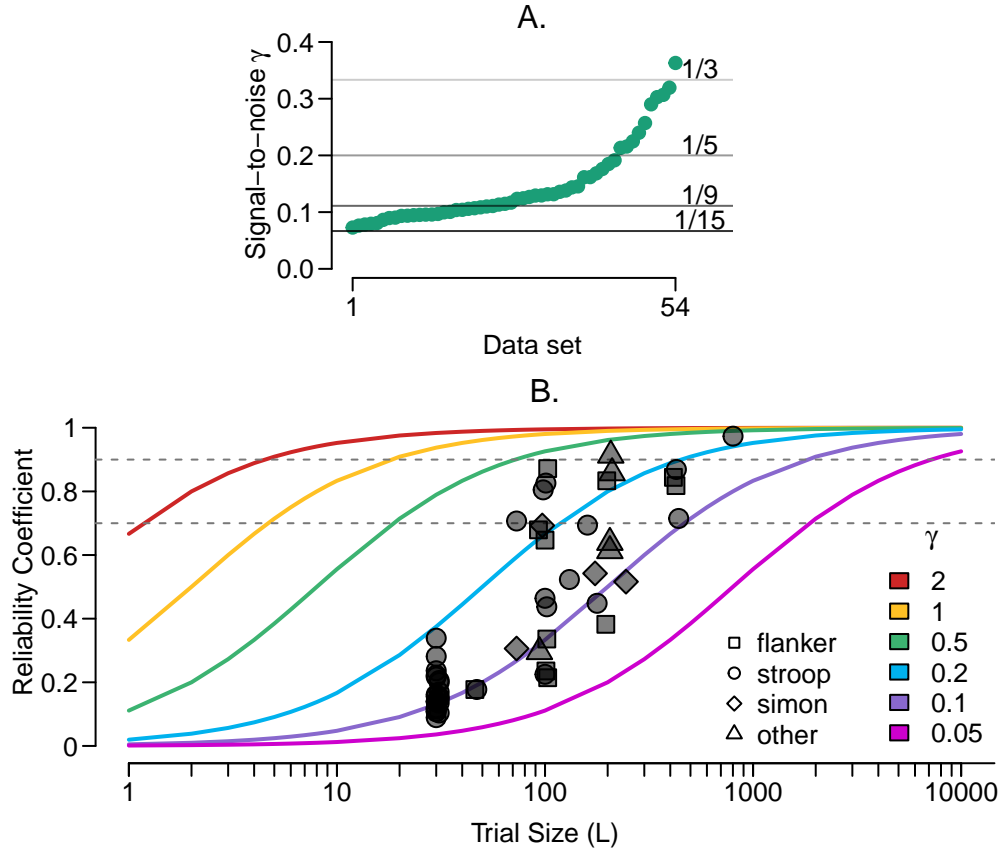 A.
Signal−to−noise γ
0.4
0.3
0.2
0.1
0.0
1/3
1/5
1/9
1/15
1
54
Data set
B.
Reliability Coefficient
1
0.8
0.6
0.4
0.2
0
γ
2
1
0.5
0.2
0.1
0.05
flanker
stroop
simon
other
1
10
100
1000
10000
Trial Size (L)